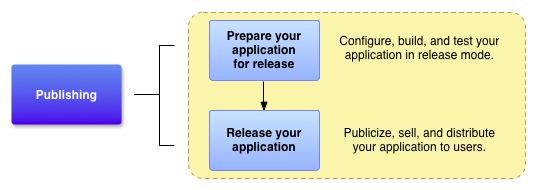 Publishing
Prepare your
application
for release
Configure, build, and test your
application in release mode.
Release your
application
Publicize, sell, and distribute
your application to users.